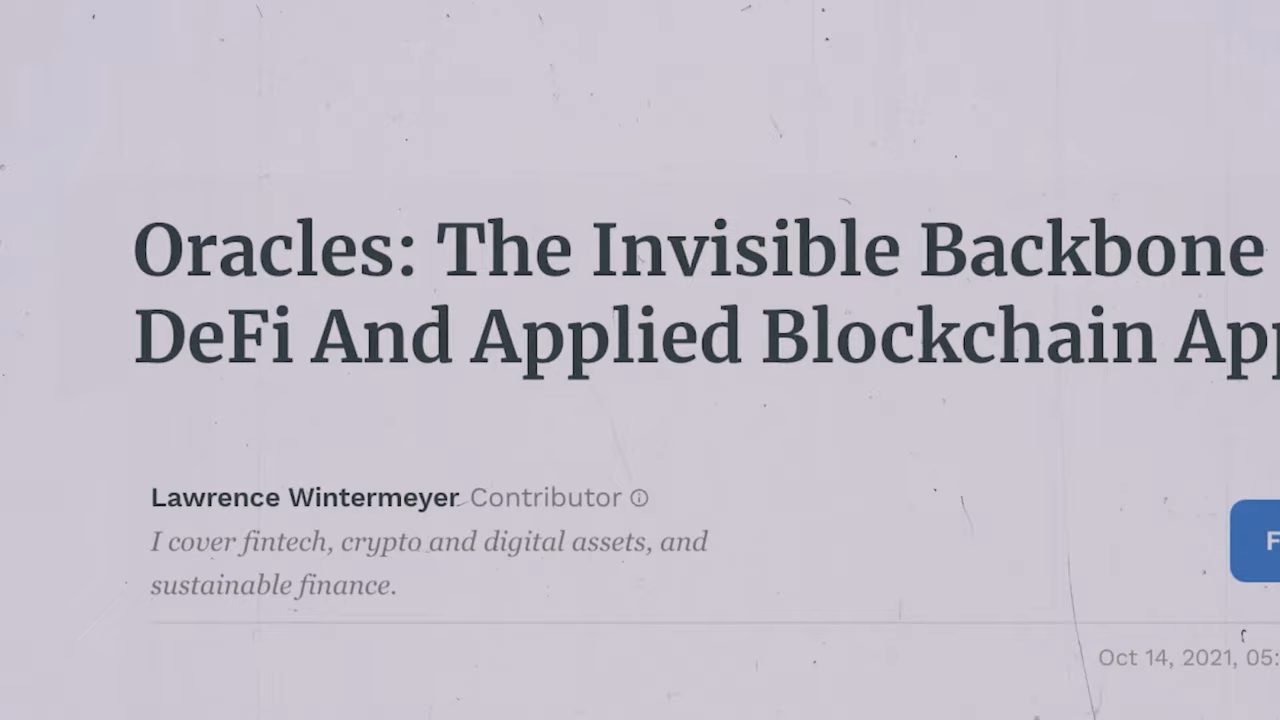 Oracles: The Invisible Backbone
DeFi And Applied Blockchain App
Lawrence Wintermeyer Contributor
I cover fintech, crypto and digital assets, and
sustainable finance.
F
Oct 14, 2021, 05: